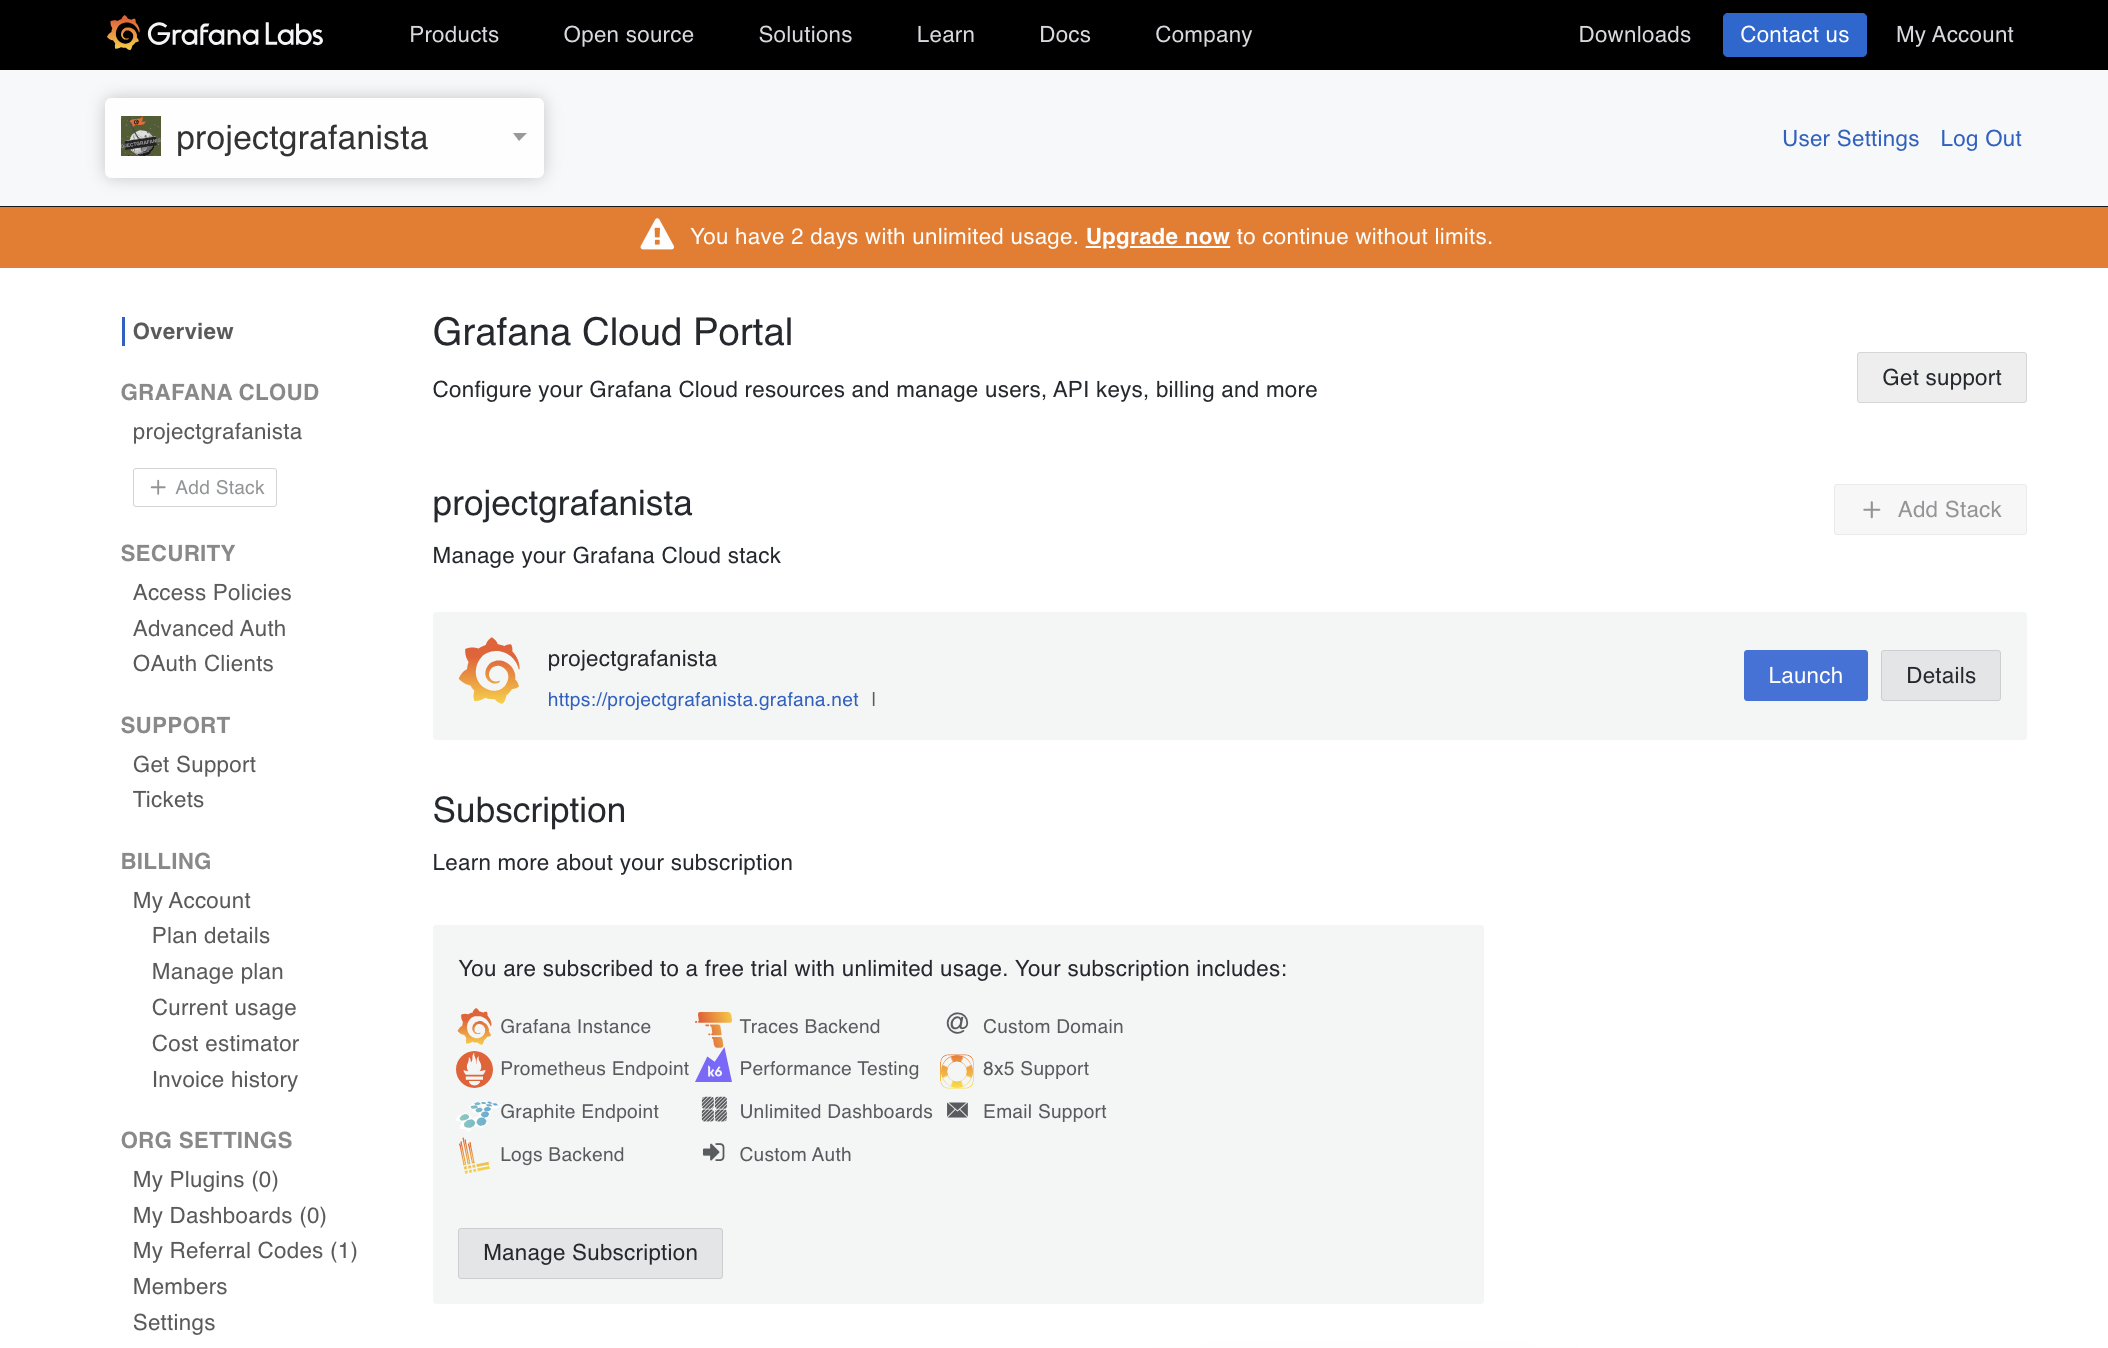 Grafana Labs
Products
Open source
Solutions
Learn
Docs
Company
Downloads
Contact us
My Account
projectgrafanista
User Settings
Log Out
You have 2 days with unlimited usage. Upgrade now to continue without limits.
Overview
GRAFANA CLOUD
projectgrafanista
+ Add Stack
SECURITY
Access Policies
Advanced Auth
OAuth Clients
SUPPORT
Get Support
Tickets
BILLING
My Account
Plan details
Manage plan
Current usage
Cost estimator
Invoice history
ORG SETTINGS
My Plugins (0)
My Dashboards (0)
My Referral Codes (1)
Members
Settings
Grafana Cloud Portal
Configure your Grafana Cloud resources and manage users, API keys, billing and more
Get support
projectgrafanista
Manage your Grafana Cloud stack
+ Add Stack
projectgrafanista
https://projectgrafanista.grafana.net |
Launch
Details
Subscription
Learn more about your subscription
You are subscribed to a free trial with unlimited usage. Your subscription includes:
Grafana Instance
Prometheus Endpoint
Graphite Endpoint
Logs Backend
Traces Backend
k6 Performance Testing
Unlimited Dashboards
Custom Auth
@ Custom Domain
8x5 Support
Email Support
Manage Subscription